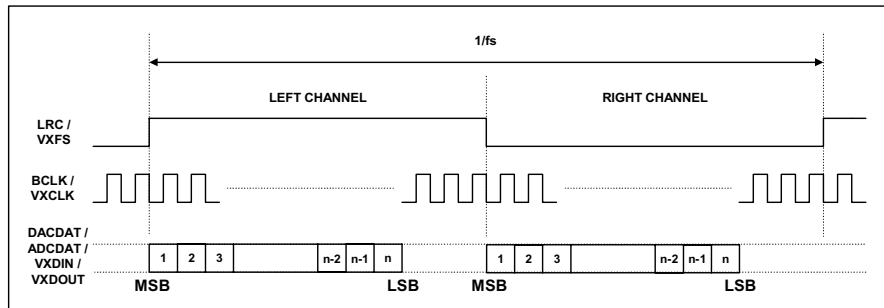 1/fs
LEFT CHANNEL
RIGHT CHANNEL
LRC /
VXFS
BCLK /
VXCLK
DACDAT /
ADCDAT /
VXDIN /
VXDOUT
1 2 3 n-2 n-1 n 1 2 3 n-2 n-1 n
MSB LSB MSB LSB